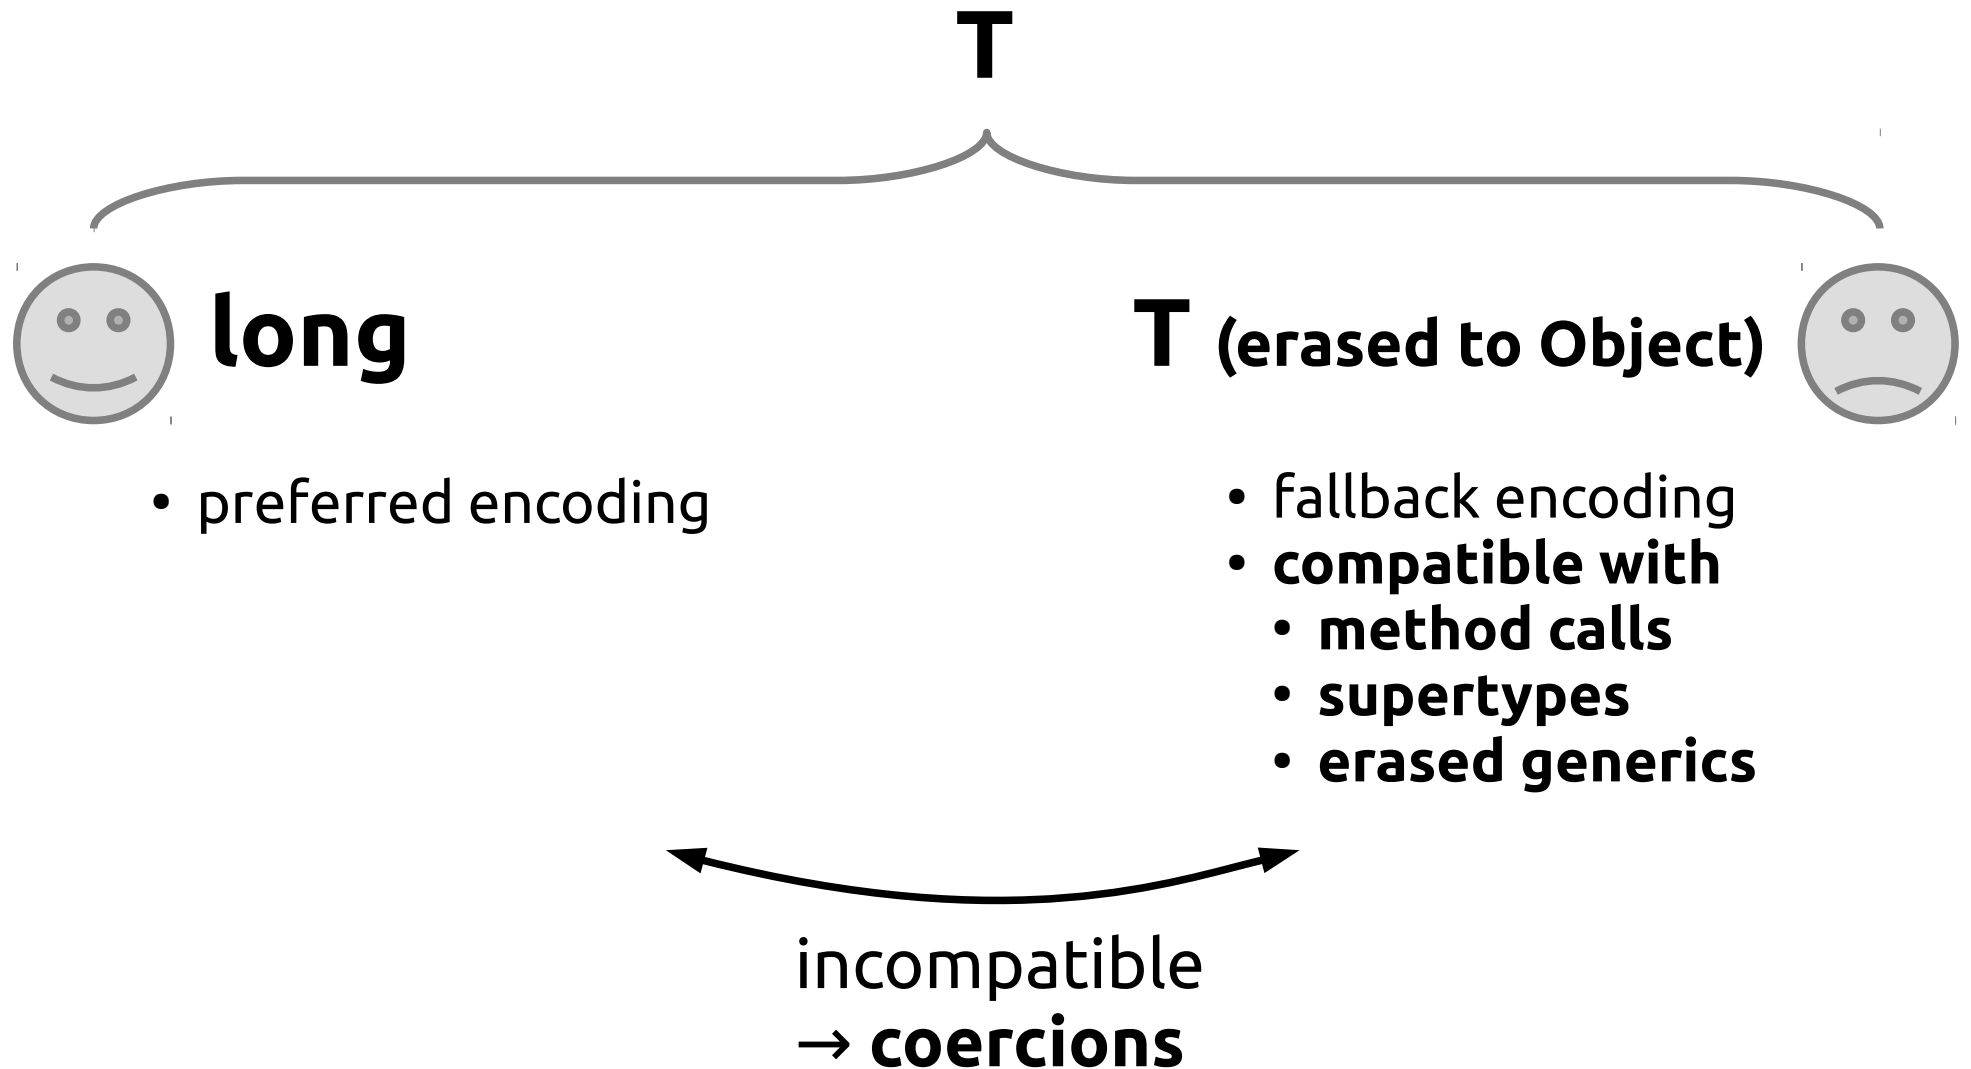 T
long
T (erased to Object)
• preferred encoding
• fallback encoding
• compatible with
• method calls
• supertypes
• erased generics
incompatible
→ coercions